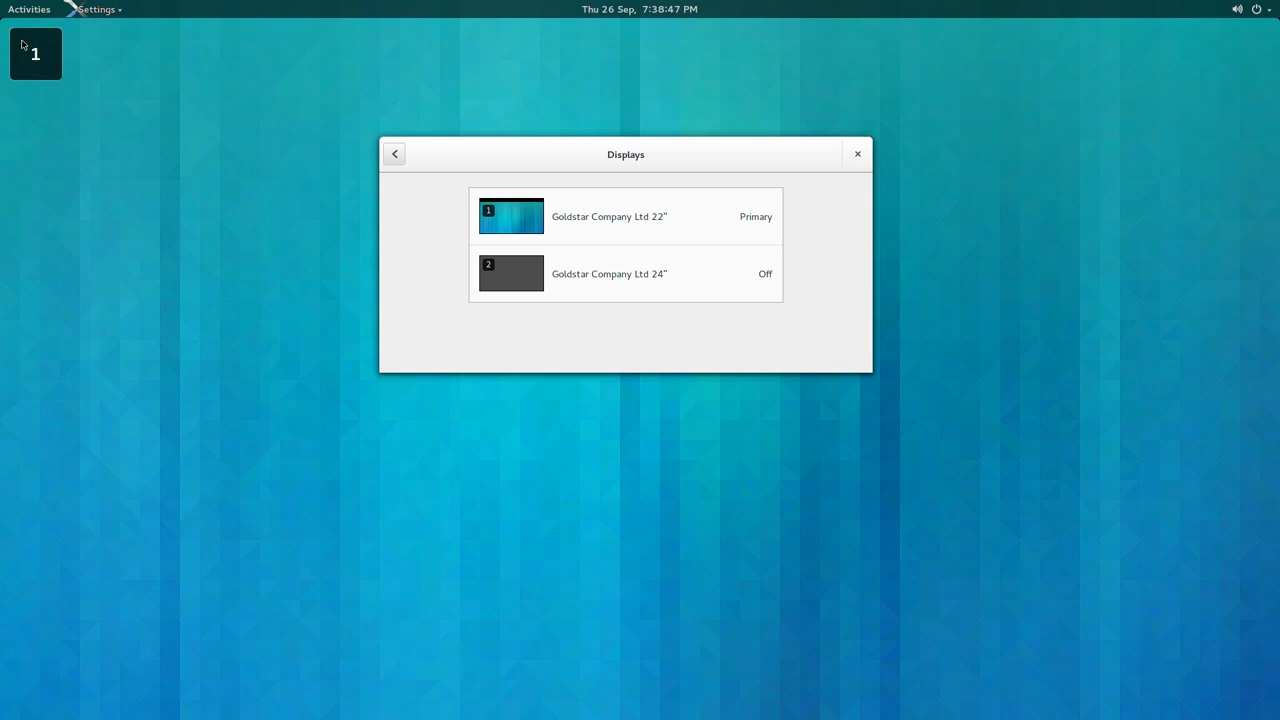 Activities Settings Thu 26 Sep, 7:38:47 PM
1
Displays
1 Goldstar Company Ltd 22" Primary
2 Goldstar Company Ltd 24" Off